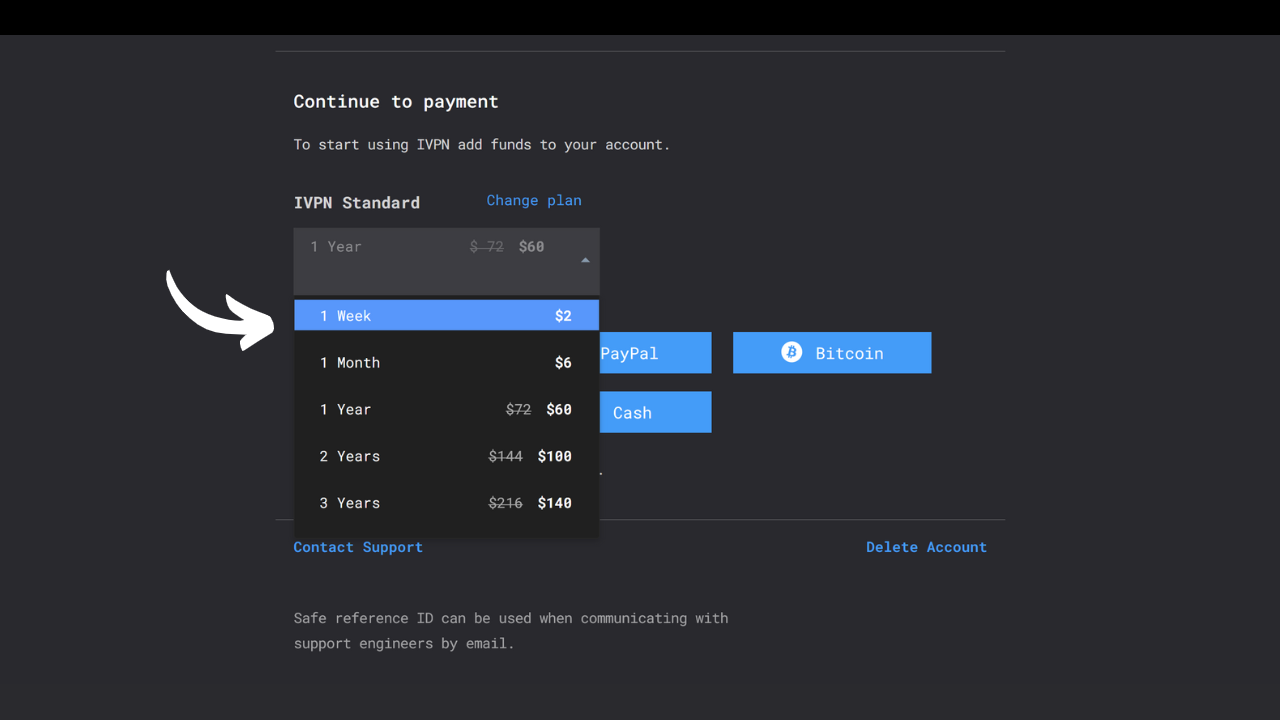 Continue to payment
To start using IVPN add funds to your account.
IVPN Standard Change plan
1 Year $ 72 $60
1 Week $2
1 Month $6
1 Year $72 $60
2 Years $144 $100
3 Years $216 $140
PayPal Bitcoin
Cash
.
Contact Support Delete Account
Safe reference ID can be used when communicating with
support engineers by email.